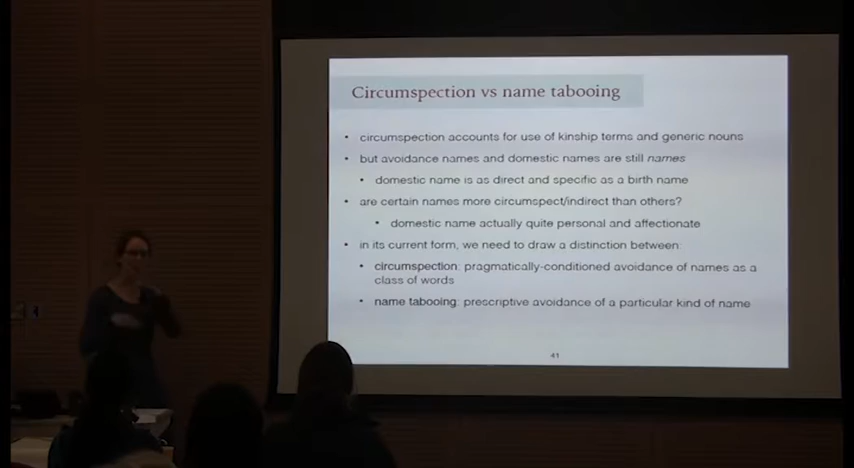 Circumspection vs name tabooing
• circumspection accounts for use of kinship terms and generic nouns
• but avoidance names and domestic names are still names
• domestic name is as direct and specific as a birth name
• are certain names more circumspect/indirect than others?
• domestic name actually quite personal and affectionate
• in its current form, we need to draw a distinction between:
• circumspection: pragmatically-conditioned avoidance of names as a
class of words
• name tabooing: prescriptive avoidance of a particular kind of name
41